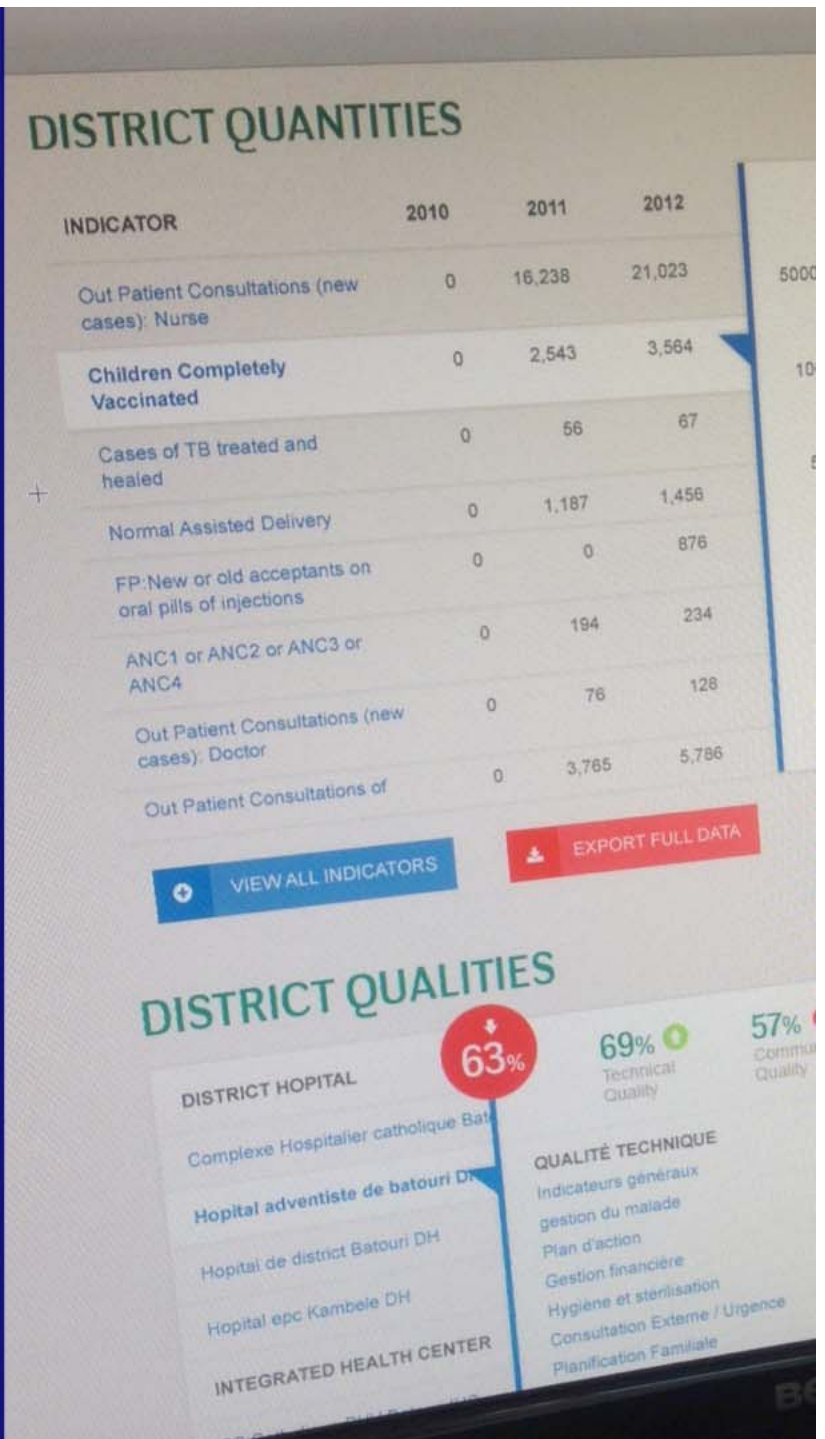 DISTRICT QUANTITIES
INDICATOR 2010 2011 2012
Out Patient Consultations (new
cases): Nurse 0 16,238 21,023
5000
Children Completely
Vaccinated 0 2,543 3,564
Cases of TB treated and
healed 0 56 67
Normal Assisted Delivery 0 1,187 1,456
FP:New or old acceptants on
oral pills of injections 0 0 876
ANC1 or ANC2 or ANC3 or
ANC4 0 194 234
Out Patient Consultations (new
cases): Doctor 0 76 128
Out Patient Consultations of 0 3,765 5,786
VIEW ALL INDICATORS
EXPORT FULL DATA
DISTRICT QUALITIES
DISTRICT HOPITAL
63%
69%
Technical
Quality
57%
Quality
Complexe Hospitalier catholique
Hopital adventiste de batouri
Hopital de district Batouri DH
Hopital epc Kambele DH
INTEGRATED HEALTH CENTER
QUALITÉ TECHNIQUE
Indicateurs généraux
gestion du malade
Plan d'action
Gestion financière
Hygiène et stérilisation
Consultation Externe / Urgence
Planification Familiale